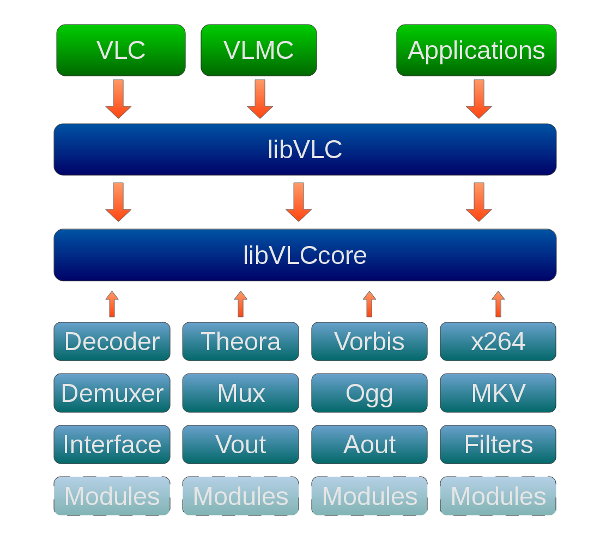 VLC VLMC Applications
libVLC
libVLCcore
Decoder Theora Vorbis x264
Demuxer Mux Ogg MKV
Interface Vout Aout Filters
Modules Modules Modules Modules